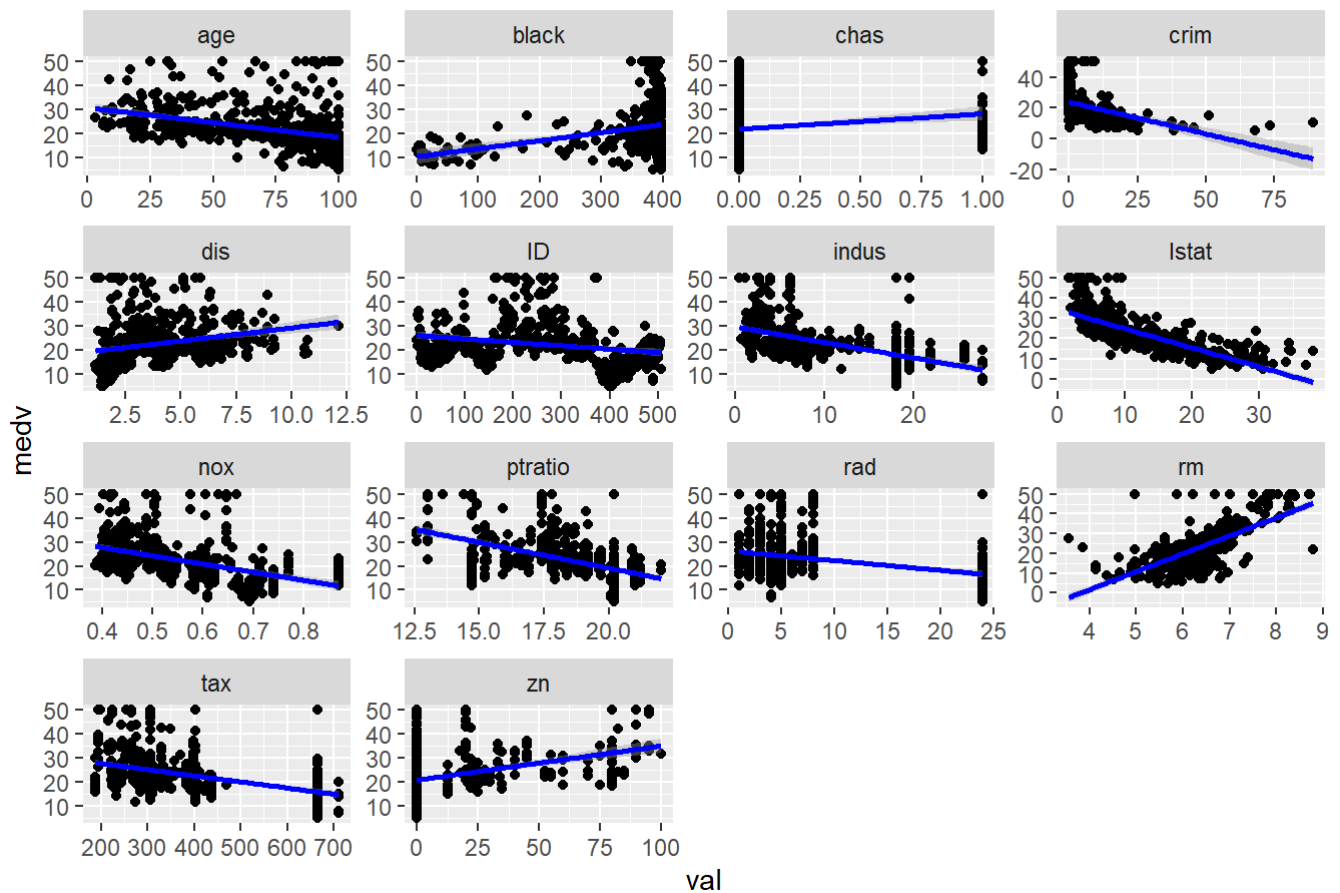 age black chas crim
50 50 50
40 40 40 40
30 30 30 20
20 20 20 0
10 10 10 -20
0 25 50 75 100 0 100 200 300 400 0.00 0.25 0.50 0.75 1.00 0 25 50 75
dis ID indus lstat
50 50 50 50
40 40 40 40
30 30 30 30
20 20 20 20
10 10 10 10
0
2.5 5.0 7.5 10.0 12.5 0 100 200 300 400 500 0 10 20 0 10 20 30
medv
nox ptratio rad rm
50 50 50 50
40 40 40 40
30 30 30 30
20 20 20 20
10 10 10 10
0
0.4 0.5 0.6 0.7 0.8 12.5 15.0 17.5 20.0 0 5 10 15 20 25 4 5 6 7 8 9
tax zn
50 50
40 40
30 30
20 20
10 10
200 300 400 500 600 700 0 25 50 75 100
val